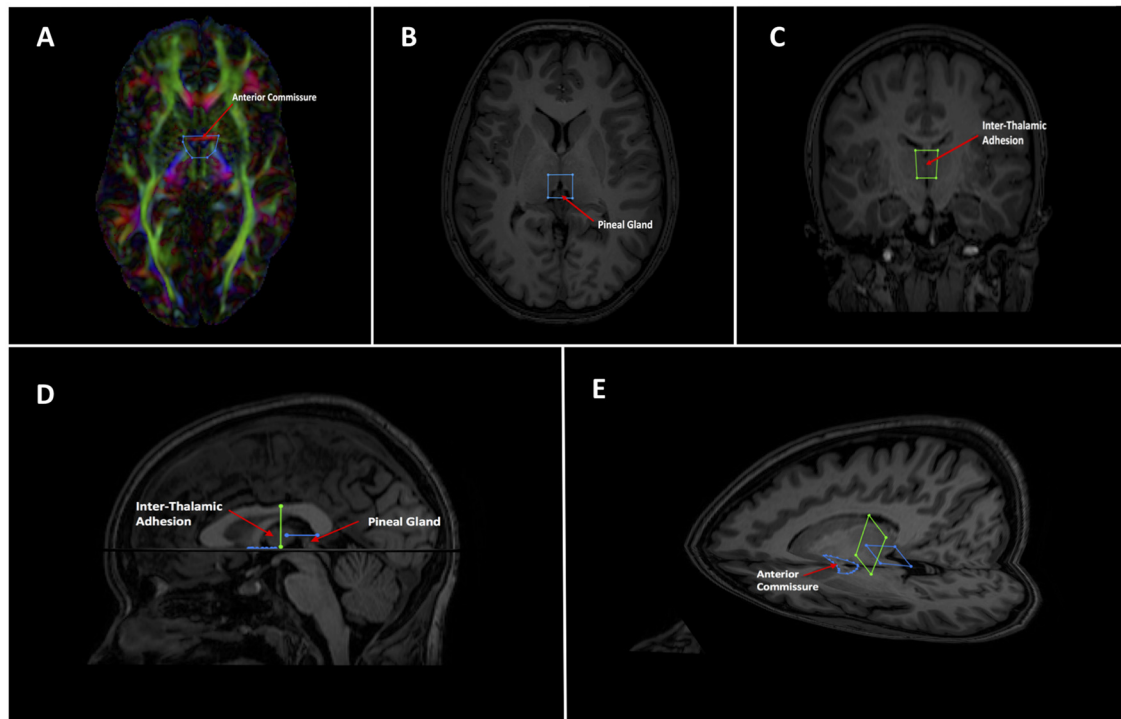 A
Anterior Commissure
B
Pineal Gland
C
Inter-Thalamic
Adhesion
D
Inter-Thalamic
Adhesion
Pineal Gland
E
Anterior
Commissure